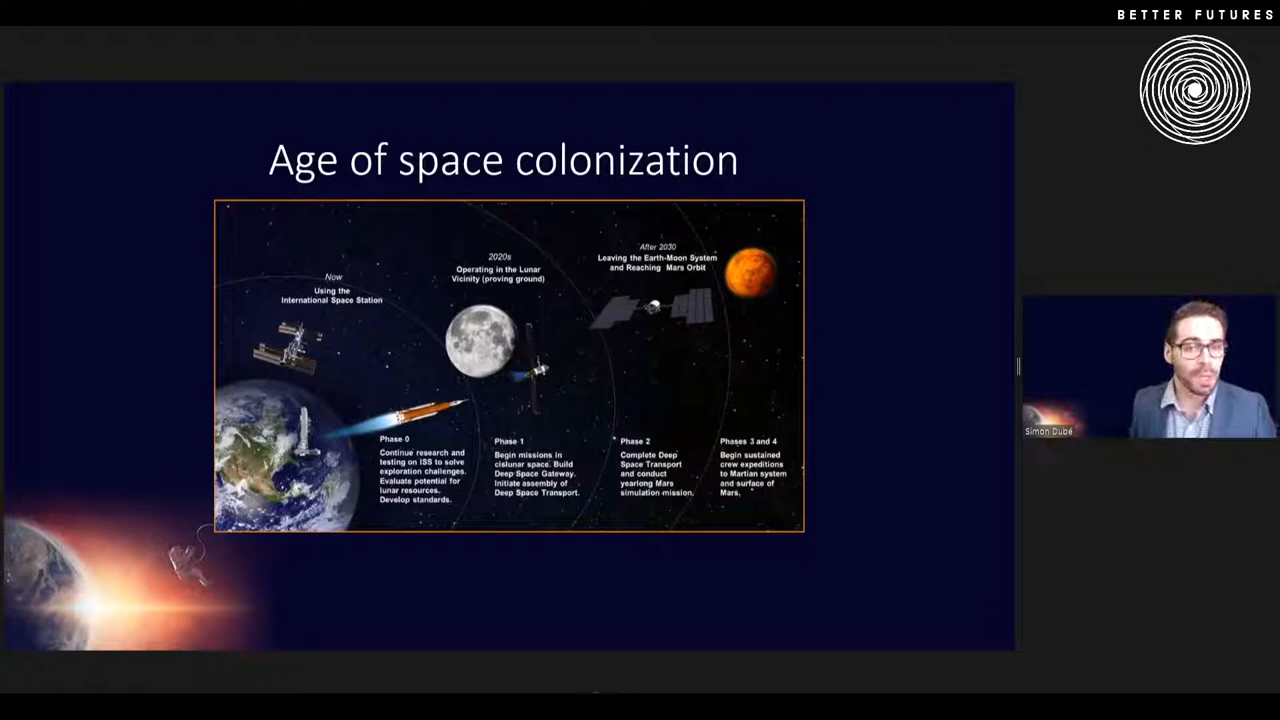 BETTER FUTURES
Age of space colonization
Now
Using the
International Space Station
2020s
Operating in the Lunar
Vicinity (proving ground)
After 2030
Leaving the Earth-Moon System
and Reaching Mars Orbit
Phase 0
Continue research and
testing on ISS to solve
exploration challenges.
Evaluate potential for
lunar resources.
Develop standards.
Phase 1
Begin missions in
cislunar space. Build
Deep Space Gateway.
Initiate assembly of
Deep Space Transport.
Phase 2
Complete Deep
Space Transport
and conduct
yearlong Mars
simulation mission.
Phases 3 and 4
Begin sustained
crew expeditions
to Martian system
and surface of
Mars.
Simon Dubé